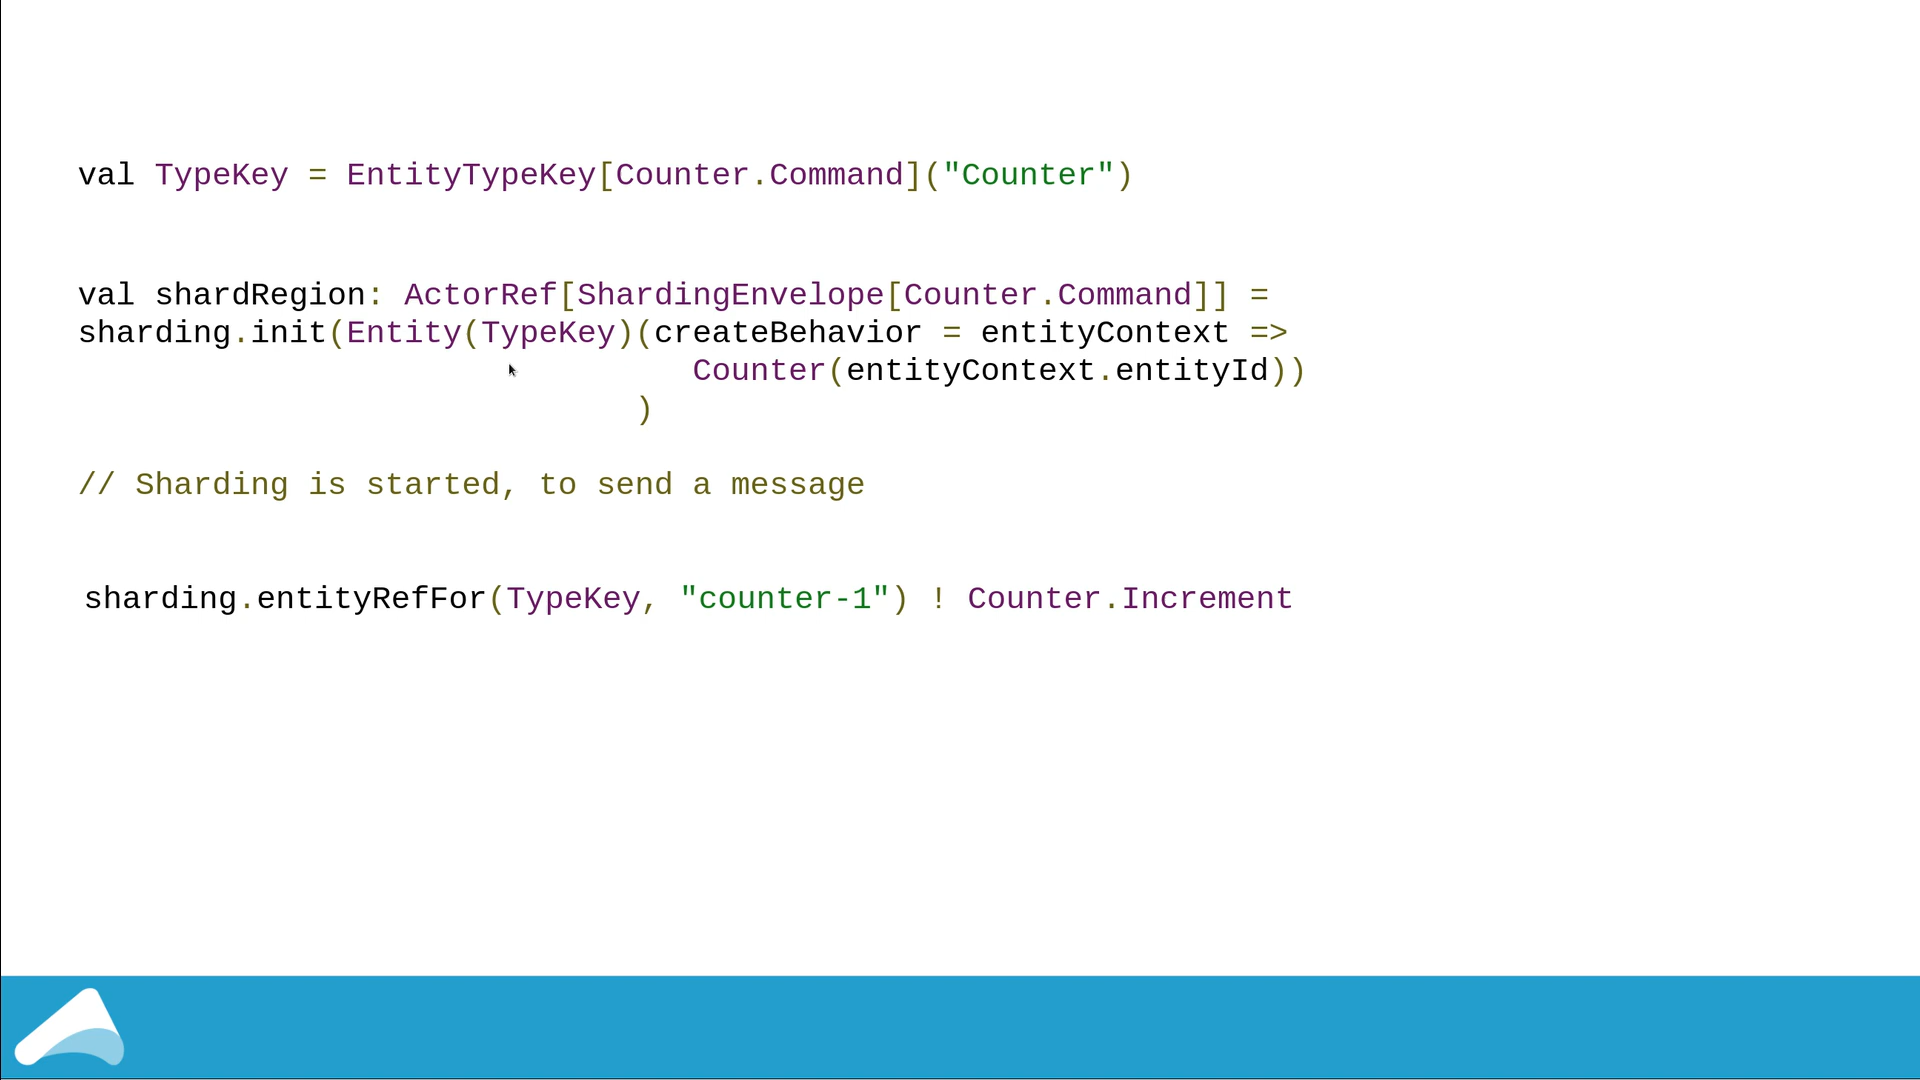 val TypeKey = EntityTypeKey[Counter.Command]("Counter")
val shardRegion: ActorRef[ShardingEnvelope[Counter.Command]] =
sharding.init(Entity(TypeKey)(createBehavior = entityContext =>
Counter(entityContext.entityId))
)
// Sharding is started, to send a message
sharding.entityRefFor(TypeKey, "counter-1") ! Counter.Increment